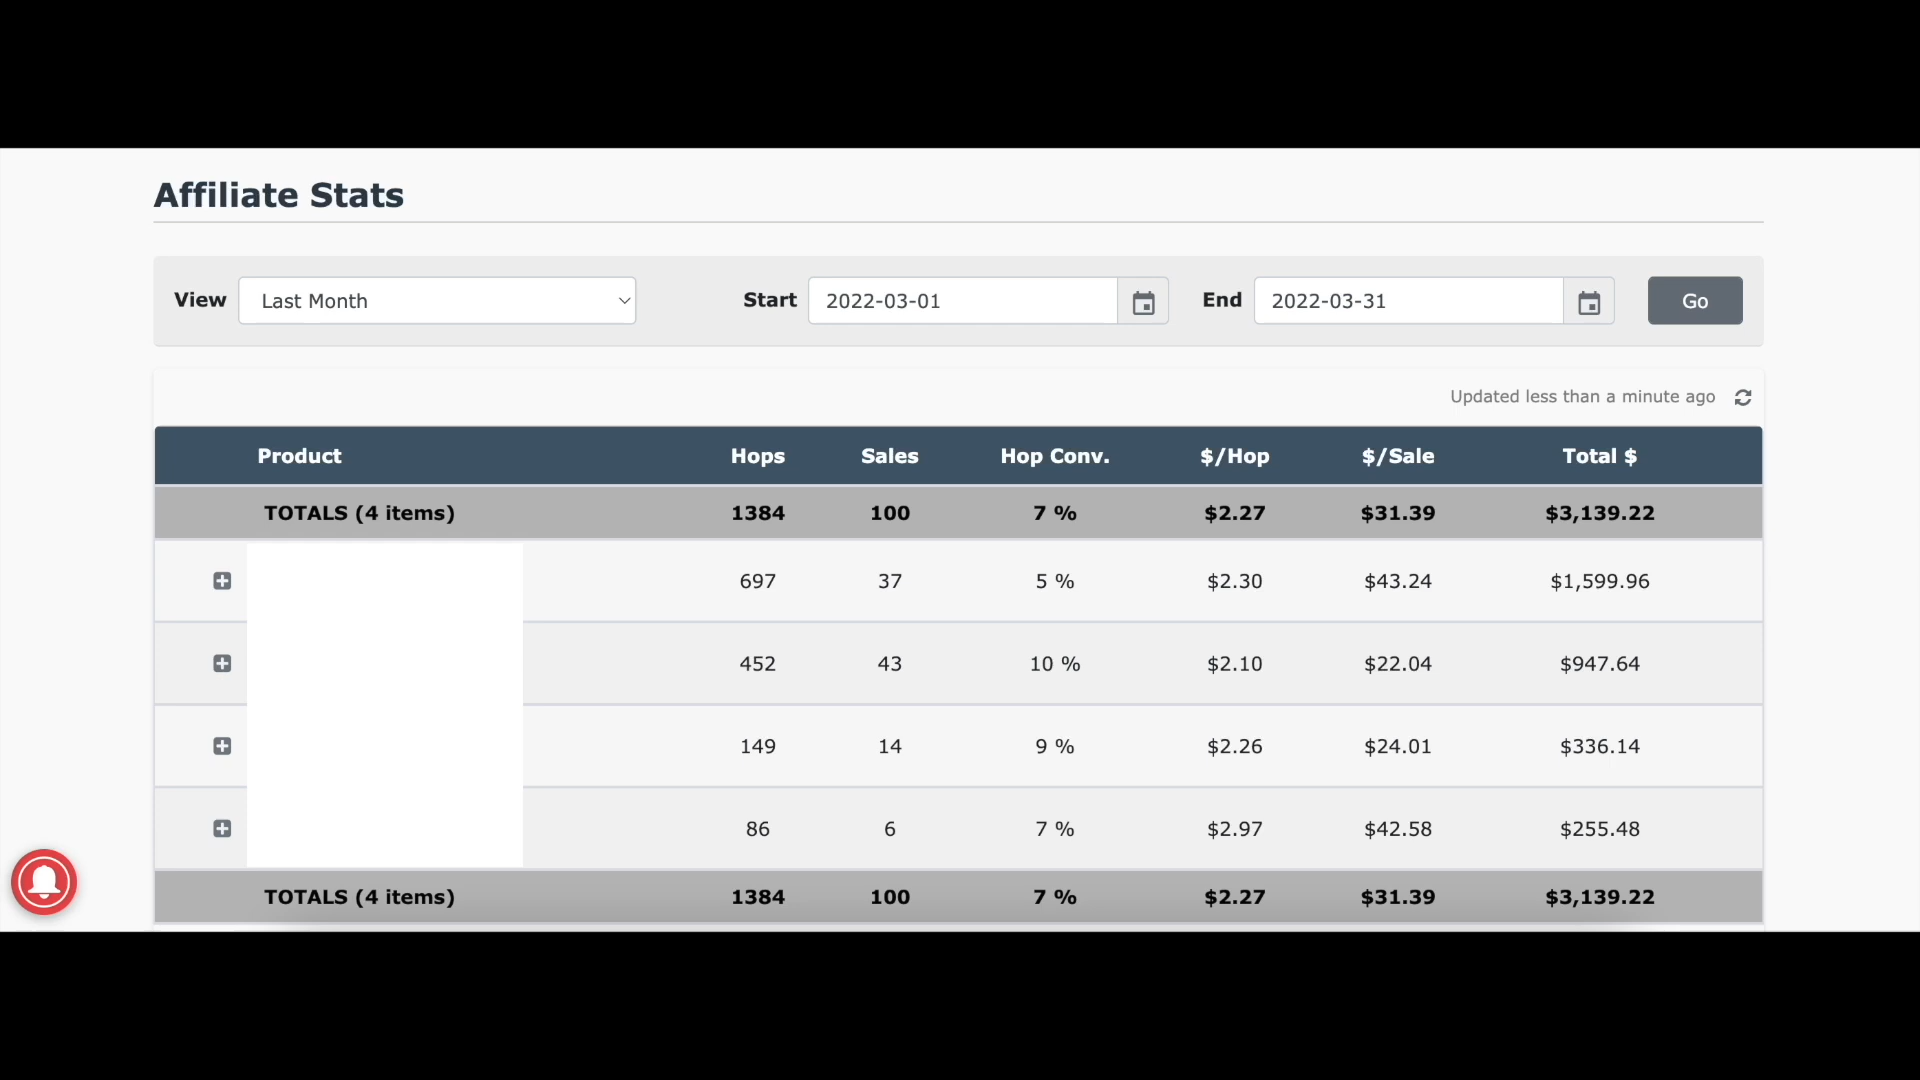 Affiliate Stats
View Last Month Start 2022-03-01 End 2022-03-31 Go
Updated less than a minute ago
Product Hops Sales Hop Conv. $/Hop $/Sale Total $
TOTALS (4 items) 1384 100 7 % $2.27 $31.39 $3,139.22
697 37 5 % $2.30 $43.24 $1,599.96
452 43 10 % $2.10 $22.04 $947.64
149 14 9 % $2.26 $24.01 $336.14
86 6 7 % $2.97 $42.58 $255.48
TOTALS (4 items) 1384 100 7 % $2.27 $31.39 $3,139.22